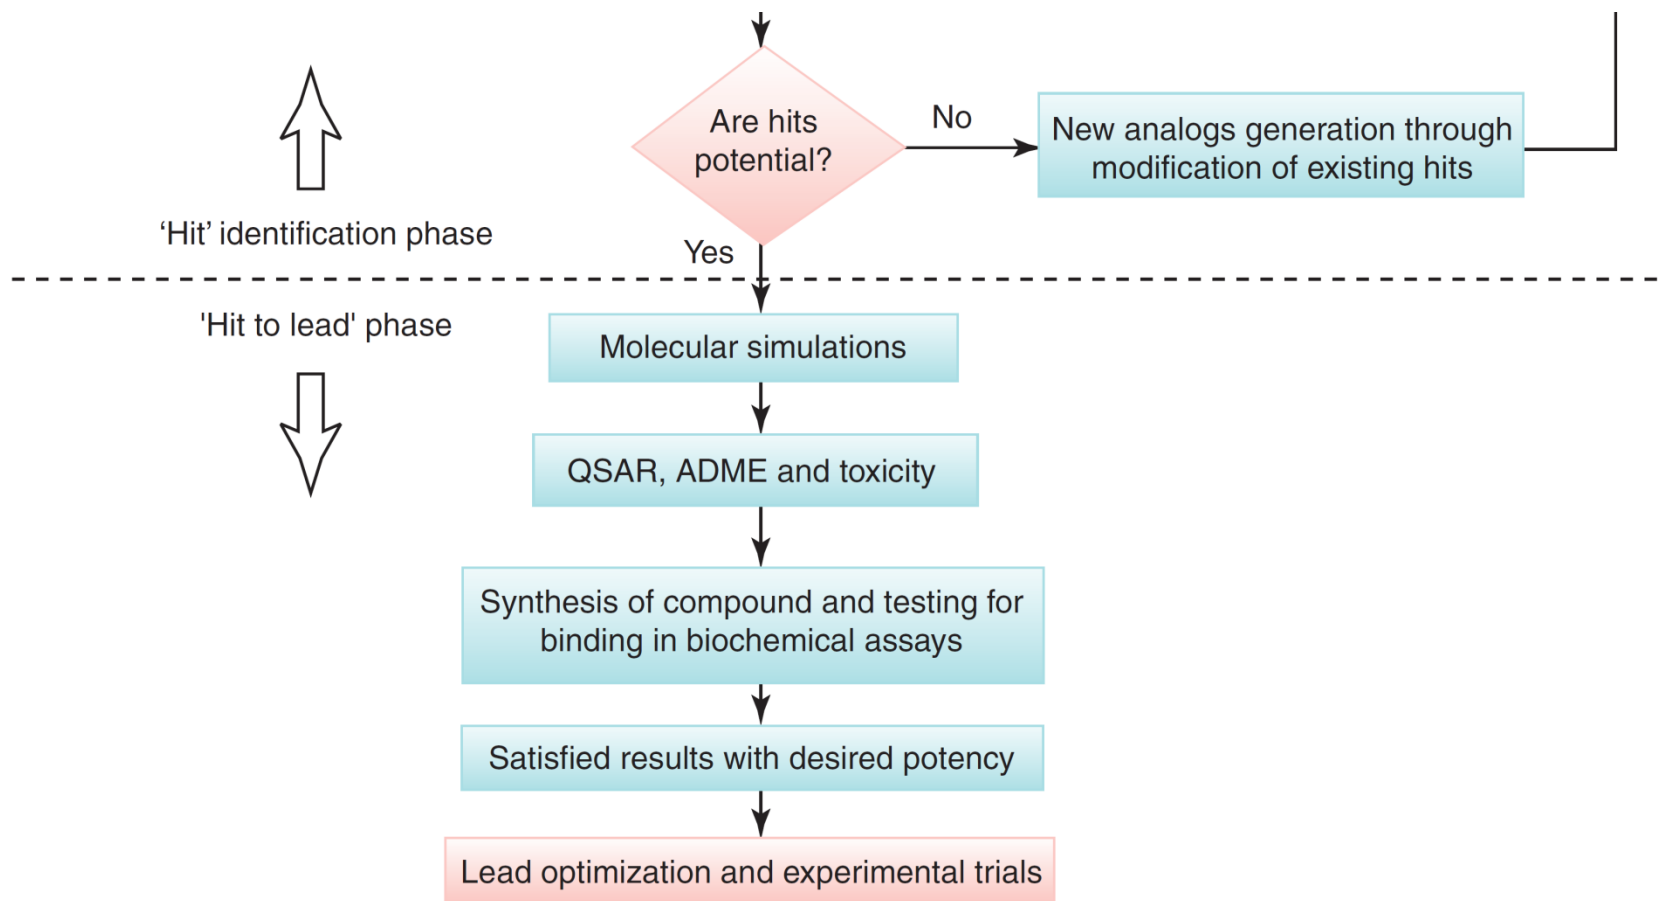 Are hits
potential?
No
New analogs generation through
modification of existing hits
‘Hit’ identification phase
Yes
'Hit to lead' phase
Molecular simulations
QSAR, ADME and toxicity
Synthesis of compound and testing for
binding in biochemical assays
Satisfied results with desired potency
Lead optimization and experimental trials